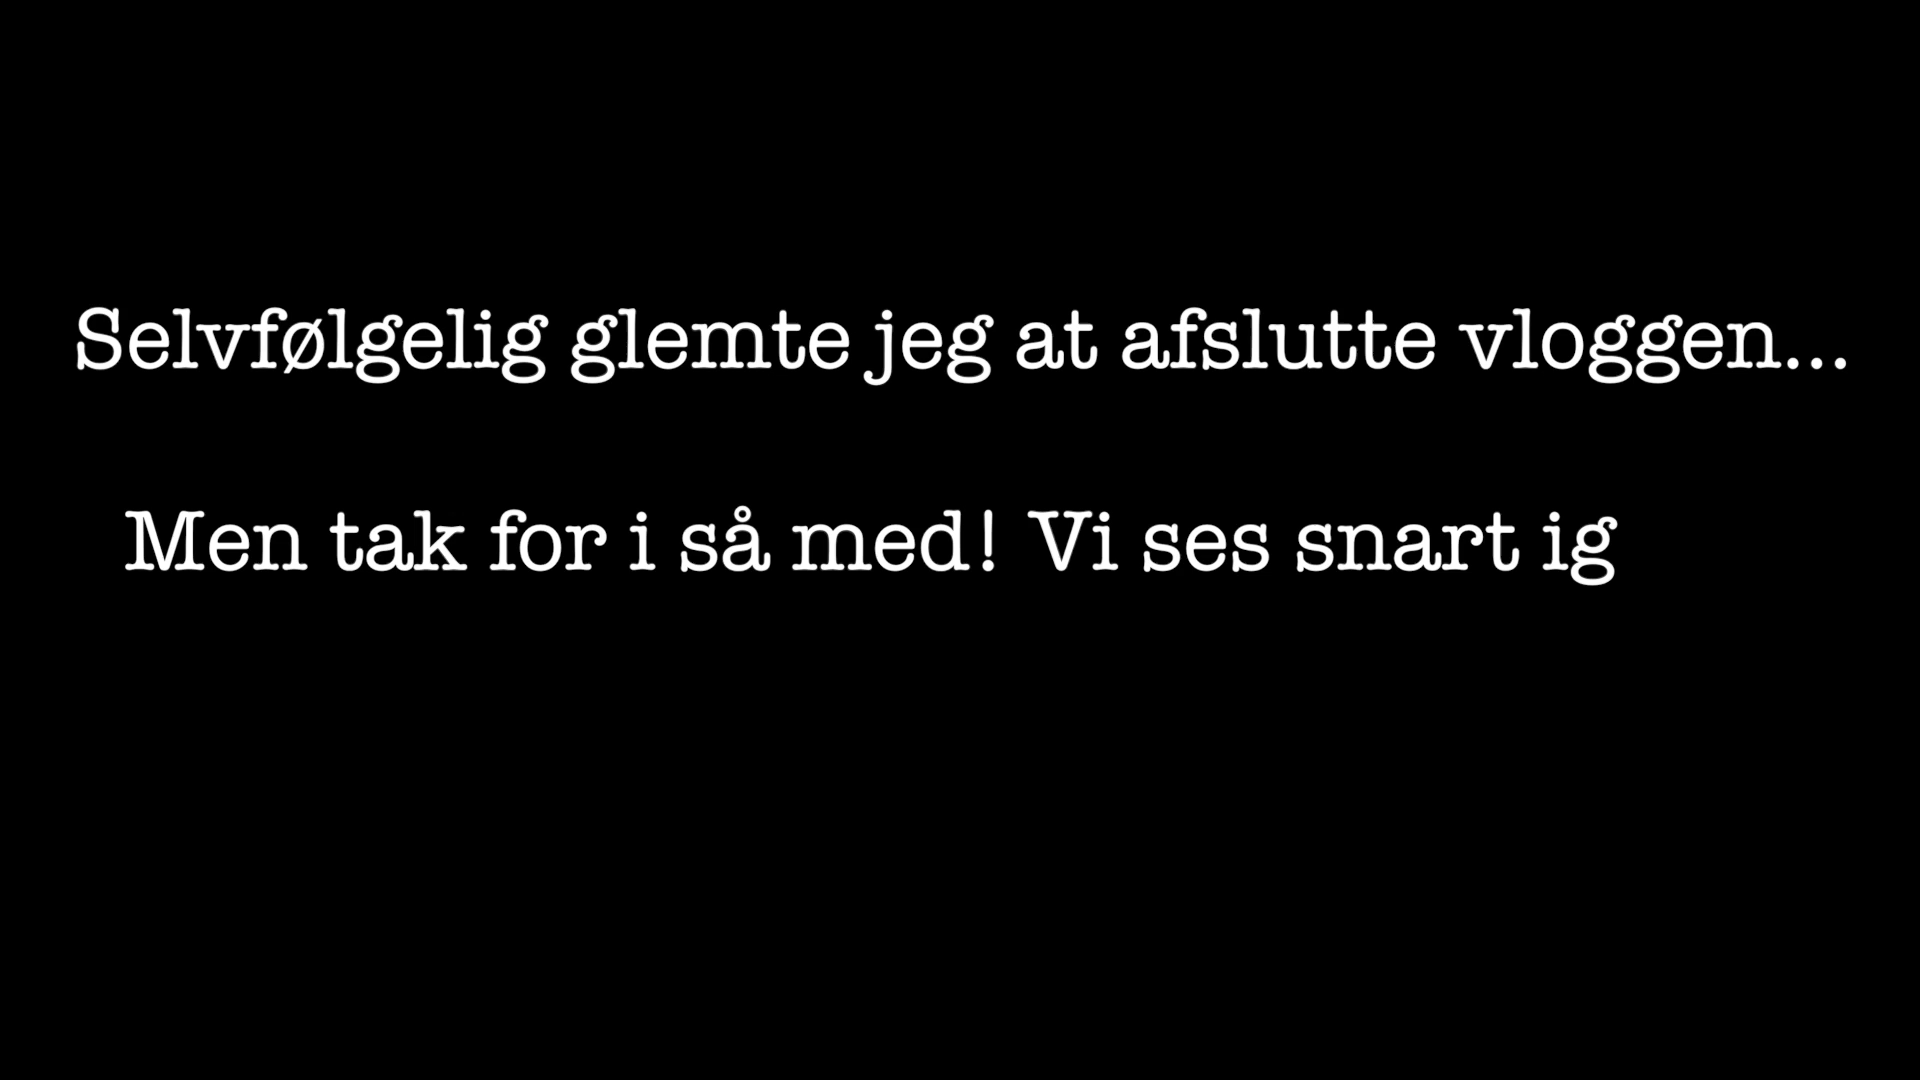 Selvfølgelig glemte jeg at afslutte vloggen...
Men tak for i så med! Vi ses snart ig